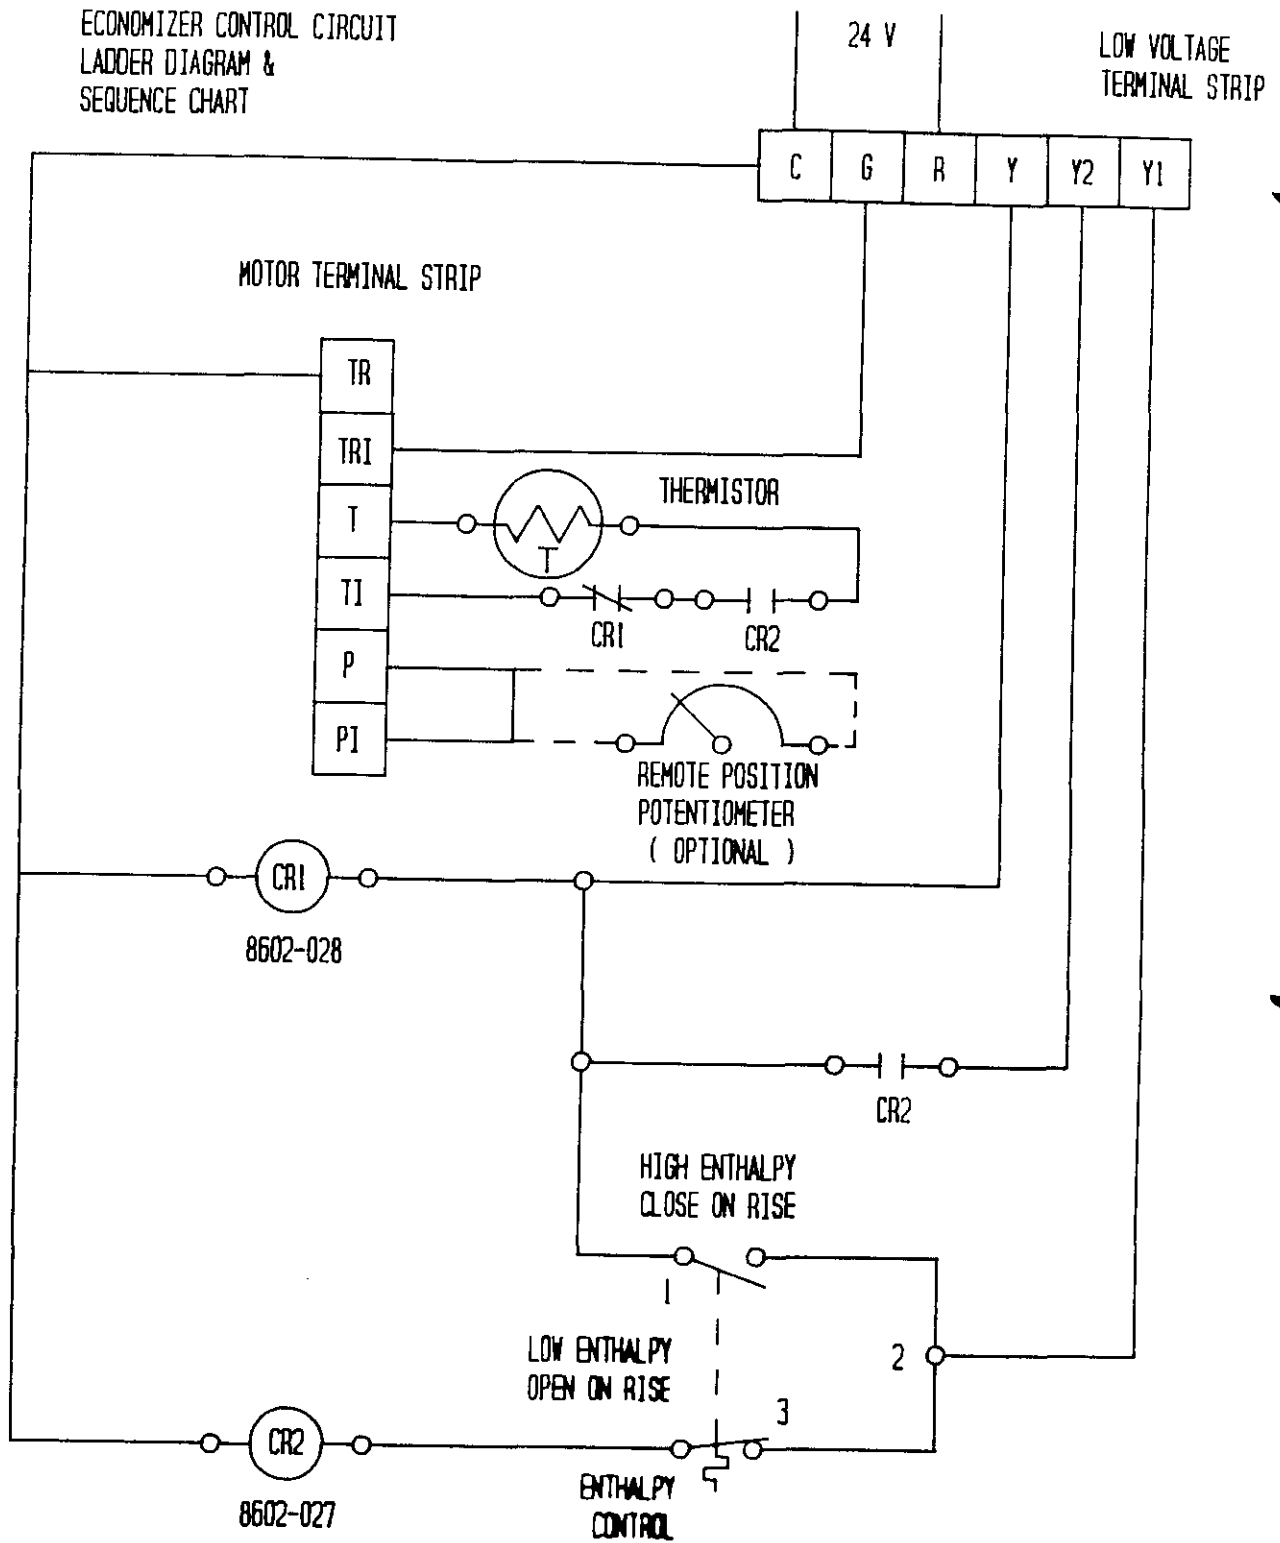 ECONOMIZER CONTROL CIRCUIT
LADDER DIAGRAM &
SEQUENCE CHART
24 V
LOW VOLTAGE
TERMINAL STRIP
C G R Y Y2 Y1
MOTOR TERMINAL STRIP
TR
TR1
T
T1
P
P1
THERMISTOR
T
CR1
CR2
REMOTE POSITION
POTENTIOMETER
( OPTIONAL )
CR1
8602-028
CR2
HIGH ENTHALPY
CLOSE ON RISE
1
LOW ENTHALPY
OPEN ON RISE
2
3
CR2
8602-027
ENTHALPY
CONTROL